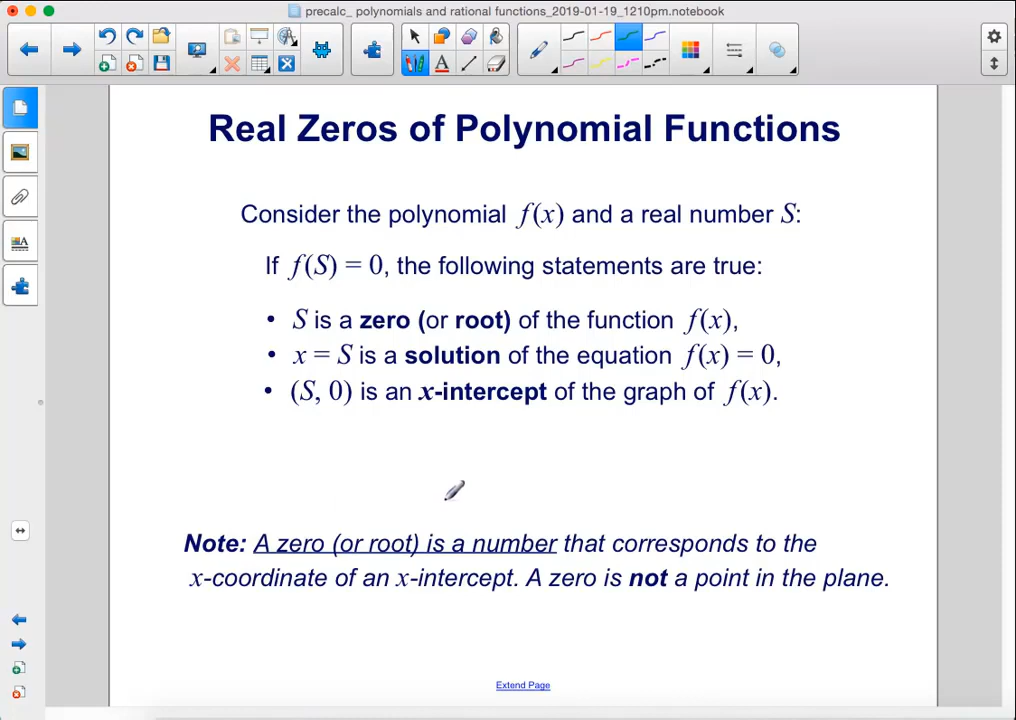 precalc_ polynomials and rational functions_2019-01-19_1210pm.notebook
Real Zeros of Polynomial Functions
Consider the polynomial f(x) and a real number S:
If f(S) = 0, the following statements are true:
• S is a zero (or root) of the function f(x),
• x = S is a solution of the equation f(x) = 0,
• (S, 0) is an x-intercept of the graph of f(x).
Note: A zero (or root) is a number that corresponds to the
x-coordinate of an x-intercept. A zero is not a point in the plane.
Extend Page